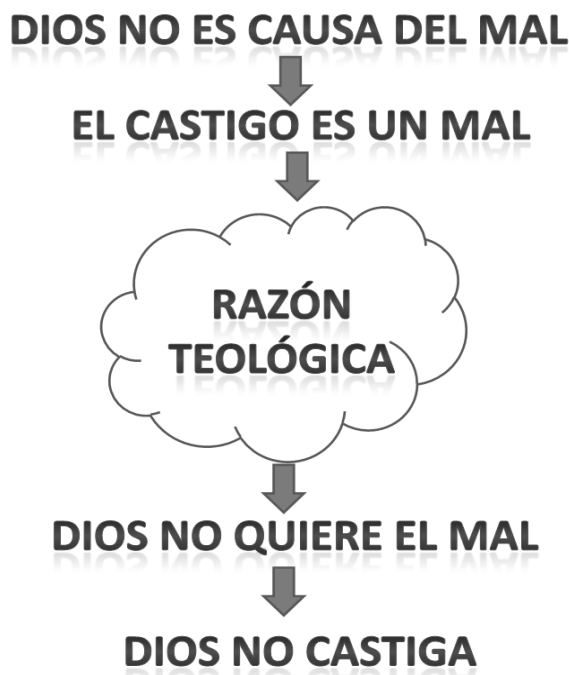 DIOS NO ES CAUSA DEL MAL
EL CASTIGO ES UN MAL
RAZÓN
TEOLÓGICA
DIOS NO QUIERE EL MAL
DIOS NO CASTIGA